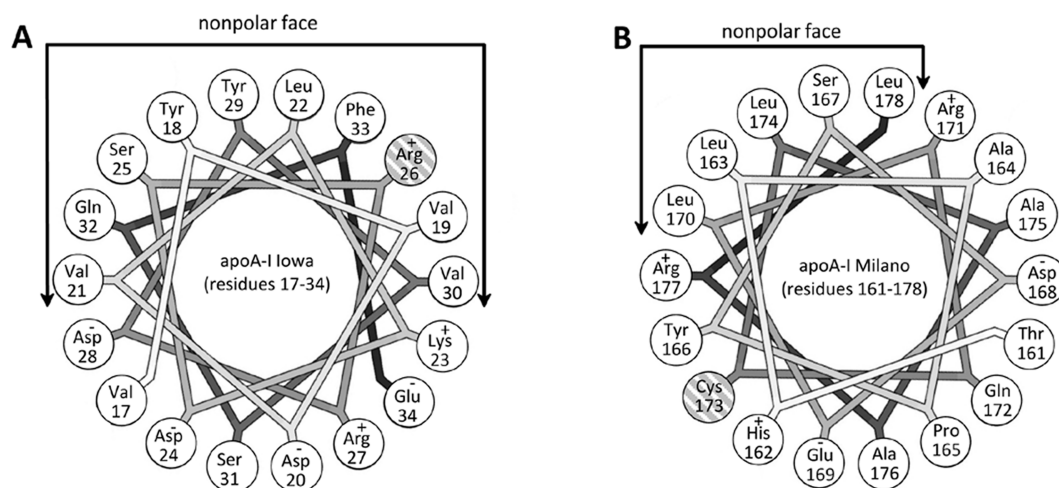 A
nonpolar face
Tyr
29
Leu
22
Tyr
18
Phe
33
Ser
25
+
Arg
26
Gln
32
Val
19
apoA-I Iowa
(residues 17-34)
Val
21
Val
30
-
Asp
28
+
Lys
23
Val
17
-
Glu
34
-
Asp
24
+
Arg
27
Ser
31
-
Asp
20
B
nonpolar face
Ser
167
Leu
178
Leu
174
+
Arg
171
Leu
163
Ala
164
Leu
170
Ala
175
apoA-I Milano
(residues 161-178)
+
Arg
177
-
Asp
168
Tyr
166
Thr
161
Cys
173
Gln
172
+
His
162
Pro
165
-
Glu
169
Ala
176